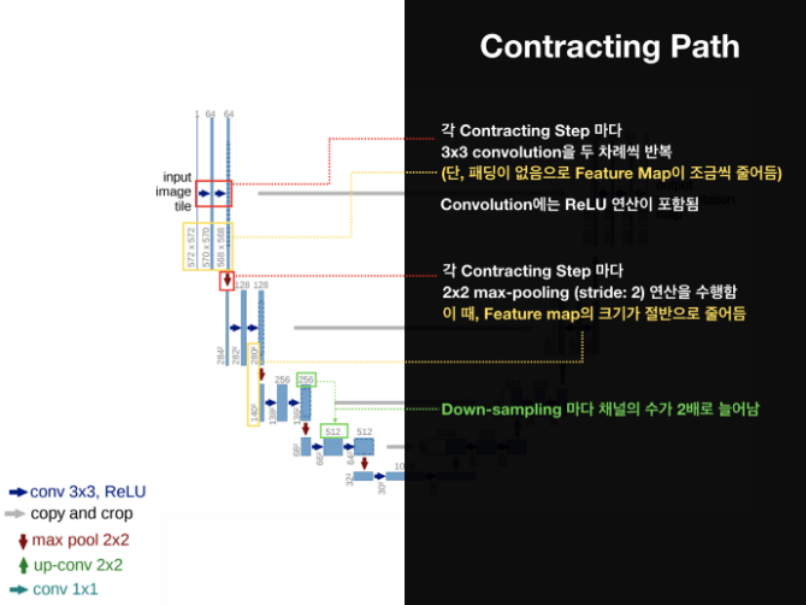 Contracting Path
1 64 64
각 Contracting Step 마다
3x3 convolution을 두 차례씩 반복
(단, 패딩이 없음으로 Feature Map이 조금씩 줄어듬)
Convolution에는 ReLU 연산이 포함됨
input
image
tile
572 x 572
570 x 570
568 x 568
각 Contracting Step 마다
2x2 max-pooling (stride: 2) 연산을 수행함
이 때, Feature map의 크기가 절반으로 줄어듬
128 128
284²
282²
280²
256 256
140²
138²
136²
Down-sampling 마다 채널의 수가 2배로 늘어남
512 512
68²
66²
64²
32²
30²
conv 3x3, ReLU
copy and crop
max pool 2x2
up-conv 2x2
conv 1x1